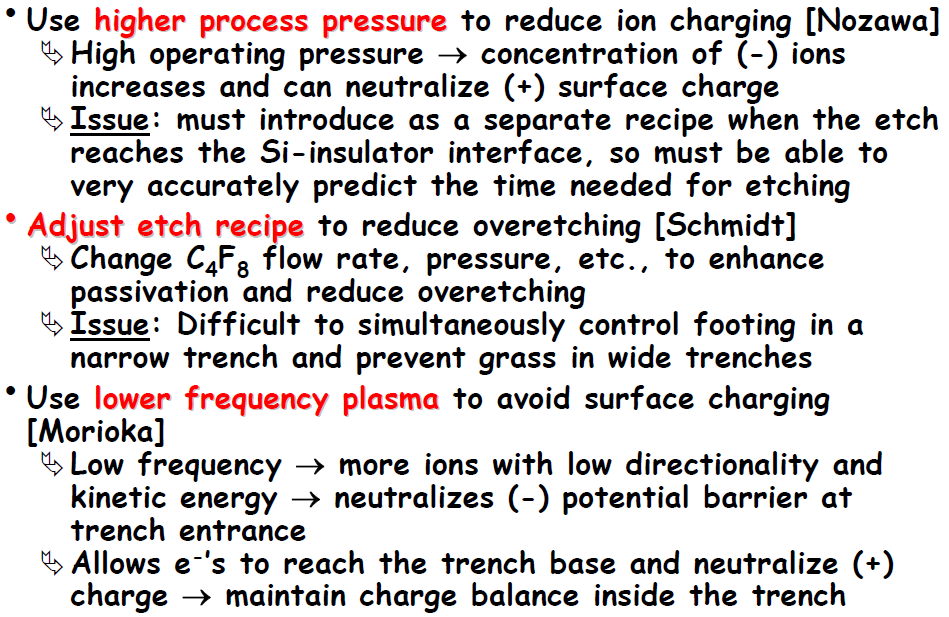 • Use higher process pressure to reduce ion charging [Nozawa]
↳ High operating pressure → concentration of (-) ions
increases and can neutralize (+) surface charge
↳ Issue: must introduce as a separate recipe when the etch
reaches the Si-insulator interface, so must be able to
very accurately predict the time needed for etching
• Adjust etch recipe to reduce overetching [Schmidt]
↳ Change C₄F₈ flow rate, pressure, etc., to enhance
passivation and reduce overetching
↳ Issue: Difficult to simultaneously control footing in a
narrow trench and prevent grass in wide trenches
• Use lower frequency plasma to avoid surface charging
[Morioka]
↳ Low frequency → more ions with low directionality and
kinetic energy → neutralizes (-) potential barrier at
trench entrance
↳ Allows e⁻'s to reach the trench base and neutralize (+)
charge → maintain charge balance inside the trench